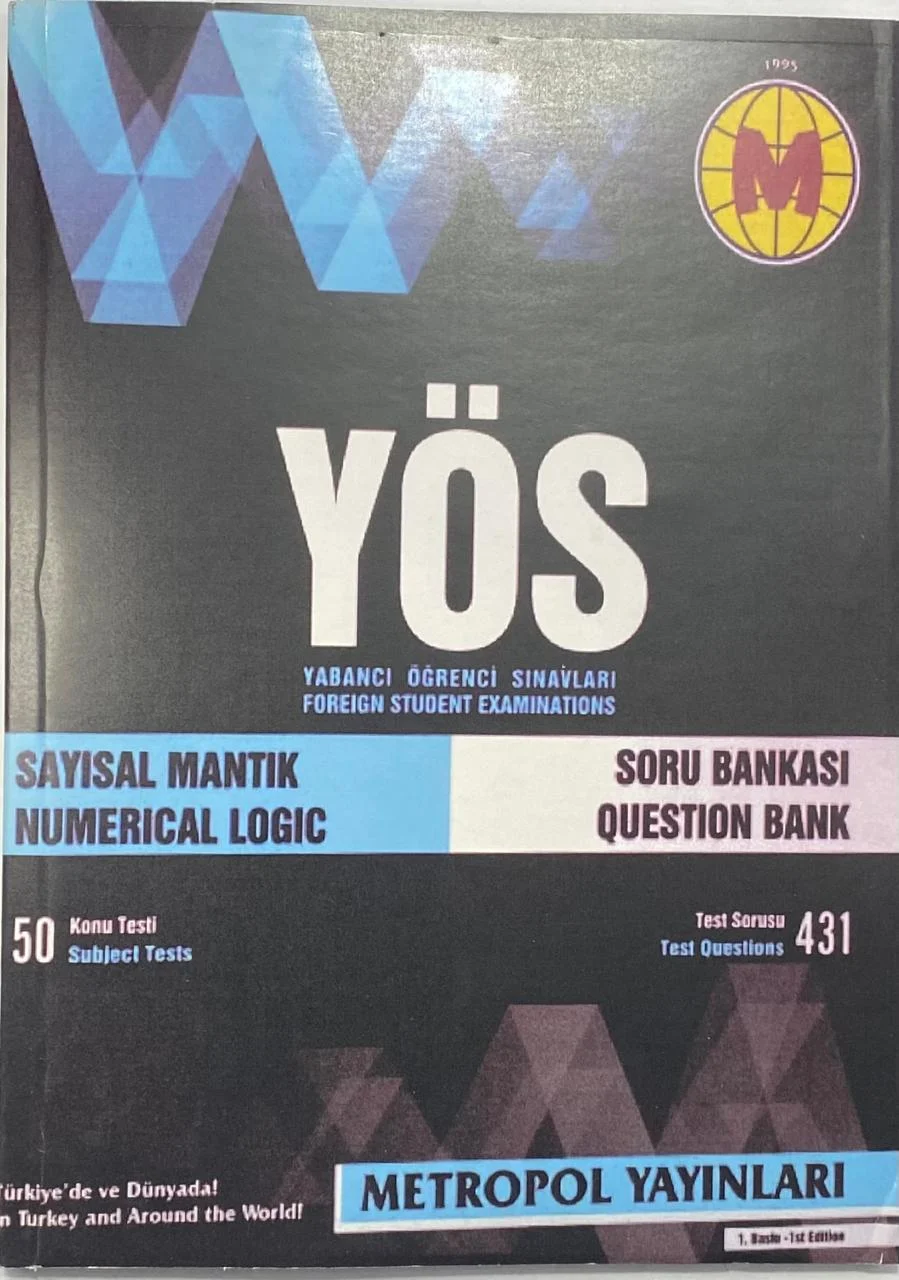 1995
M
YÖS
YABANCI ÖĞRENCİ SINAVLARI
FOREIGN STUDENT EXAMINATIONS
SAYISAL MANTIK
NUMERICAL LOGIC
SORU BANKASI
QUESTION BANK
50 Konu Testi
Subject Tests
Test Sorusu 431
Test Questions
ürkiye'de ve Dünyada!
n Turkey and Around the World!
METROPOL YAYINLARI
1. Baskı -1st Edition